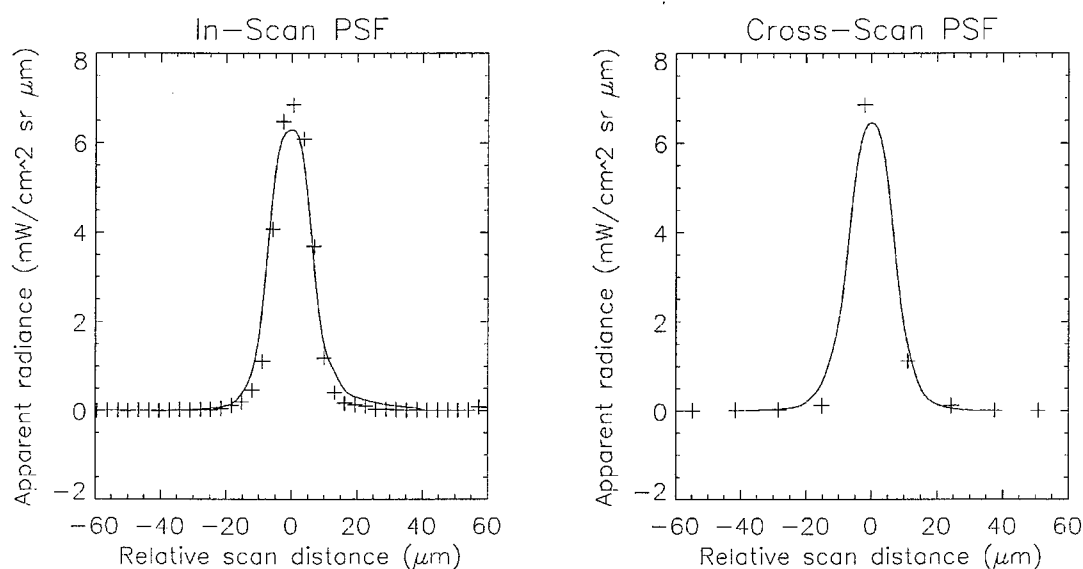 In-Scan PSF
Apparent radiance (mW/cm^2 sr μm)
8
6
4
2
0
-2
-60 -40 -20 0 20 40 60
Relative scan distance (μm)
Cross-Scan PSF
Apparent radiance (mW/cm^2 sr μm)
8
6
4
2
0
-2
-60 -40 -20 0 20 40 60
Relative scan distance (μm)